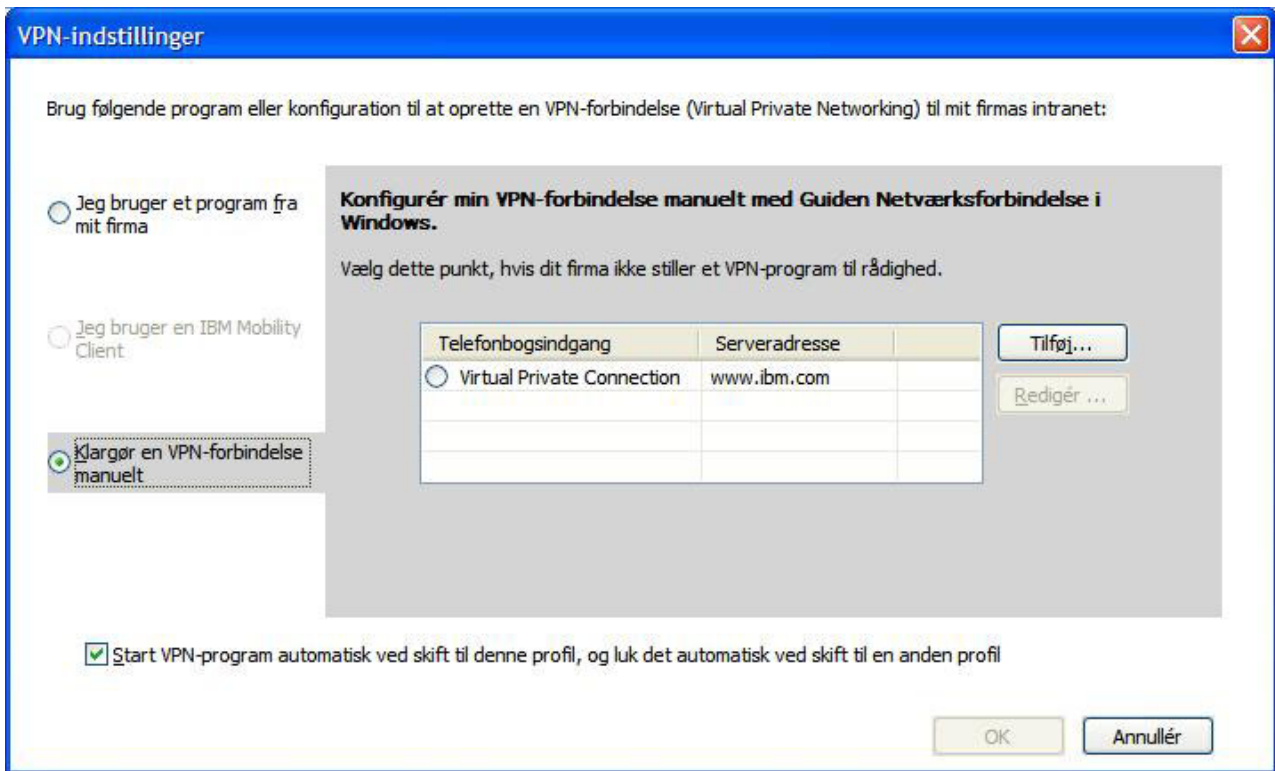 VPN-indstillinger
Brug følgende program eller konfiguration til at oprette en VPN-forbindelse (Virtual Private Networking) til mit firmas intranet:
Jeg bruger et program fra
mit firma
Jeg bruger en IBM Mobility
Client
Klargør en VPN-forbindelse
manuelt
Konfigurér min VPN-forbindelse manuelt med Guiden Netværksforbindelse i
Windows.
Vælg dette punkt, hvis dit firma ikke stiller et VPN-program til rådighed.
Telefonbogsindgang Serveradresse
Virtual Private Connection www.ibm.com
Tilføj...
Redigér ...
Start VPN-program automatisk ved skift til denne profil, og luk det automatisk ved skift til en anden profil
OK Annullér